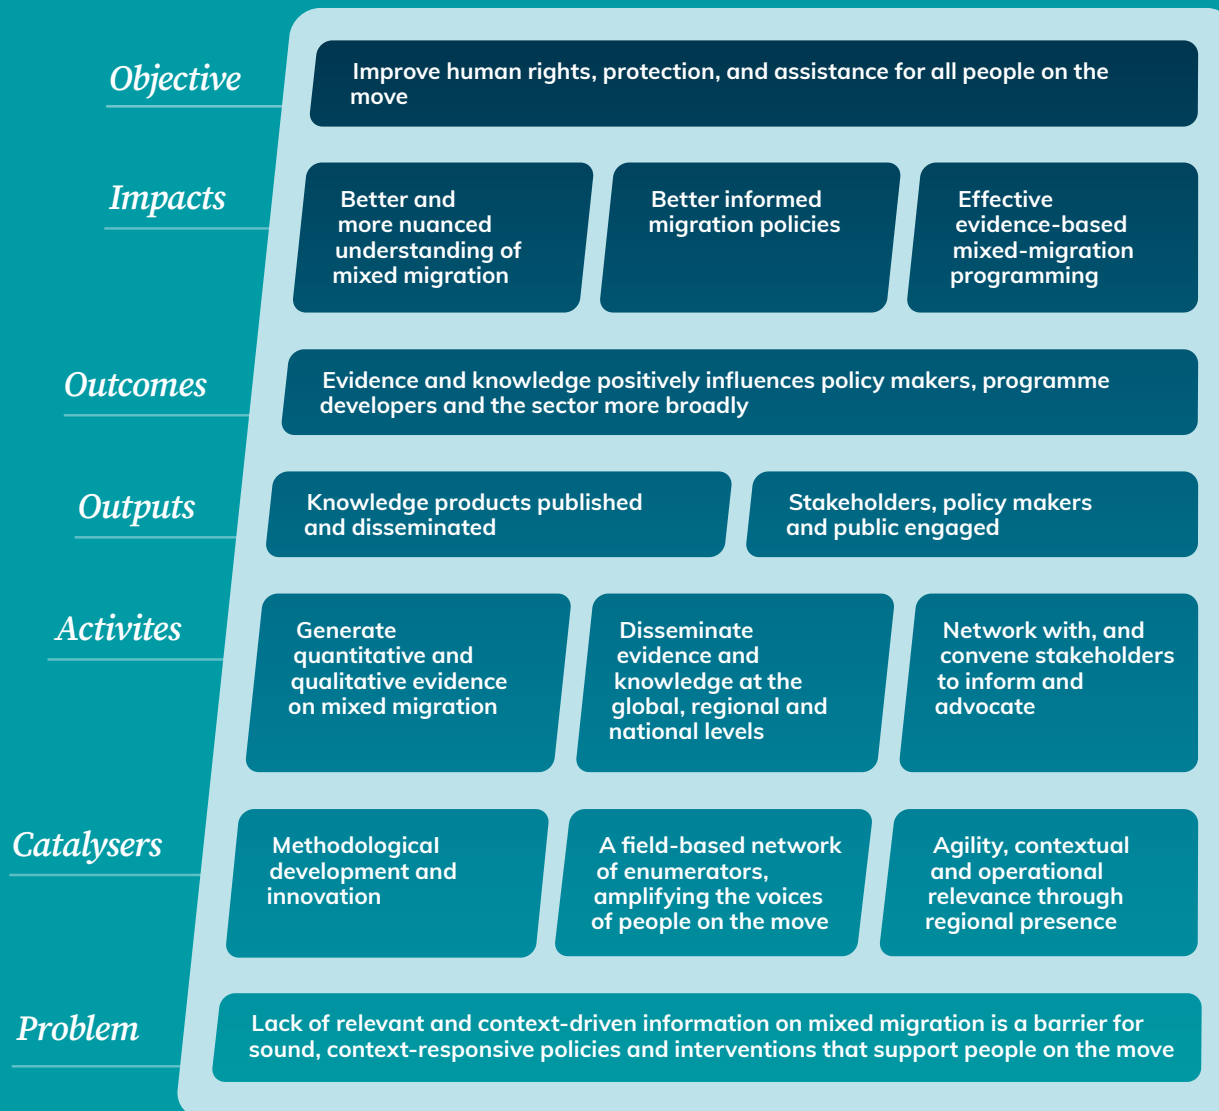 Objective
Improve human rights, protection, and assistance for all people on the
move
Impacts
Better and
more nuanced
understanding of
mixed migration
Better informed
migration policies
Effective
evidence-based
mixed-migration
programming
Outcomes
Evidence and knowledge positively influences policy makers, programme
developers and the sector more broadly
Outputs
Knowledge products published
and disseminated
Stakeholders, policy makers
and public engaged
Activites
Generate
quantitative and
qualitative evidence
on mixed migration
Disseminate
evidence and
knowledge at the
global, regional and
national levels
Network with, and
convene stakeholders
to inform and
advocate
Catalysers
Methodological
development and
innovation
A field-based network
of enumerators,
amplifying the voices
of people on the move
Agility, contextual
and operational
relevance through
regional presence
Problem
Lack of relevant and context-driven information on mixed migration is a barrier for
sound, context-responsive policies and interventions that support people on the move